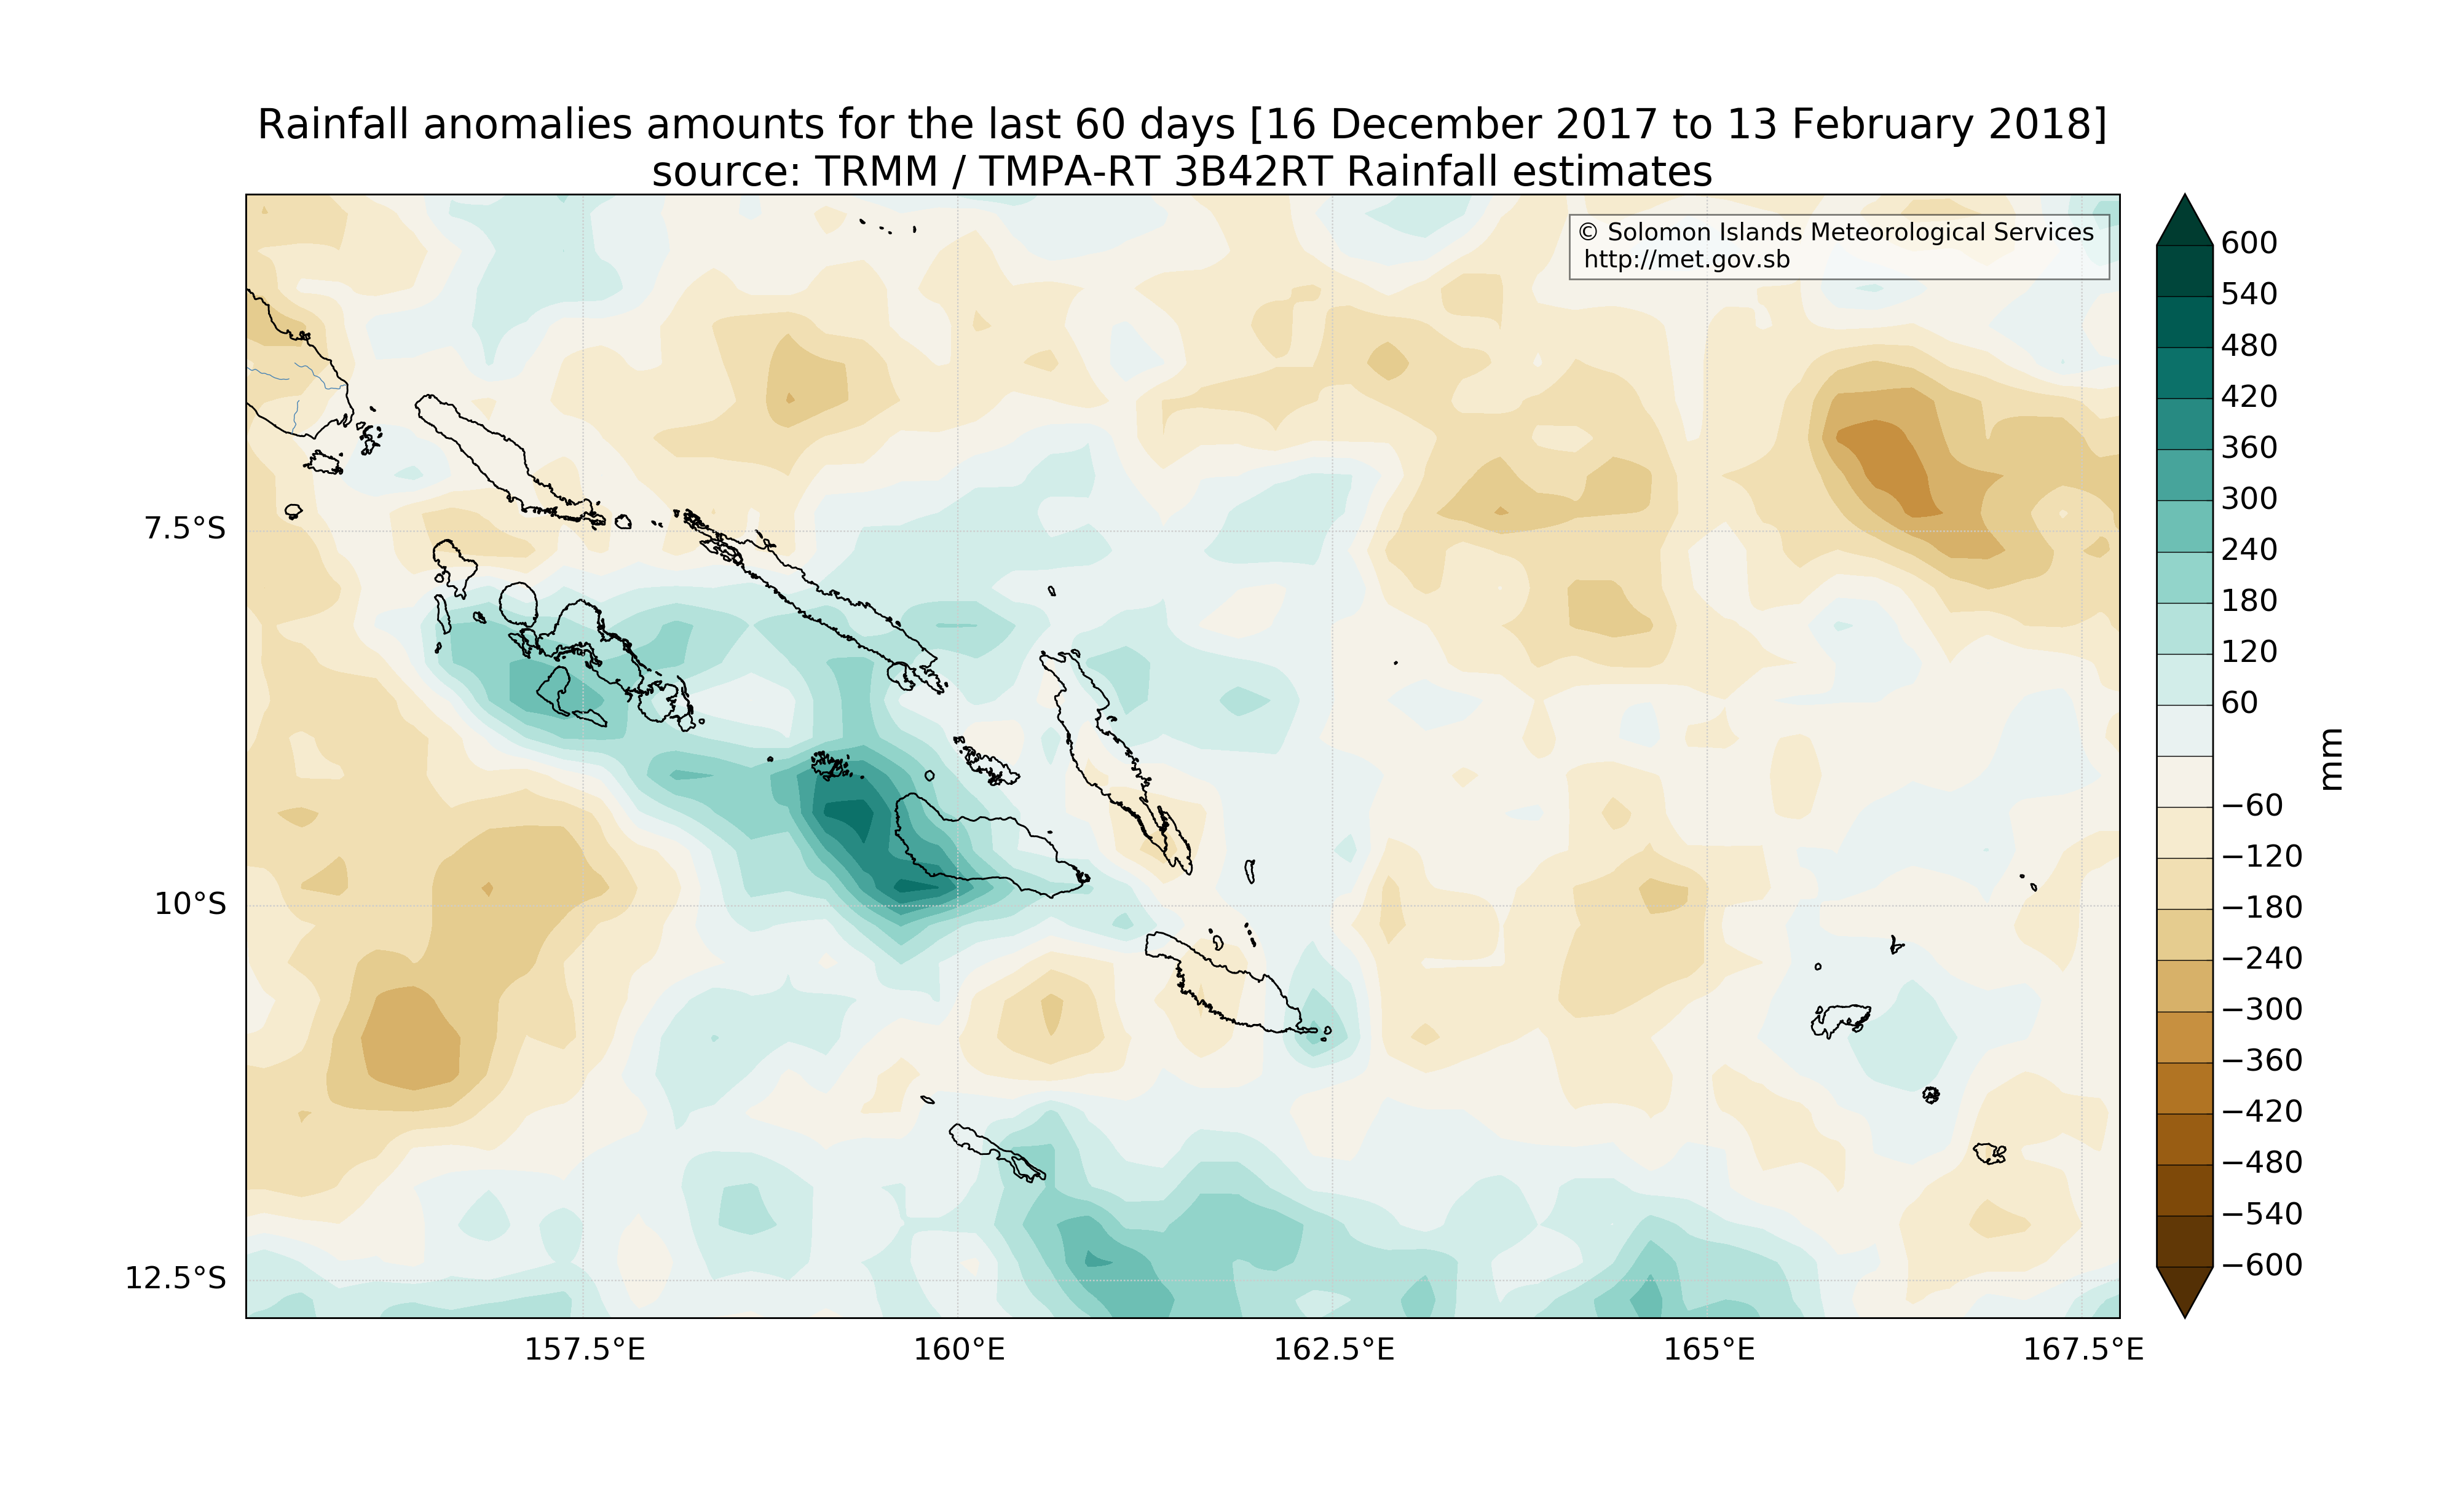 Rainfall anomalies amounts for the last 60 days [16 December 2017 to 13 February 2018]
source: TRMM / TMPA-RT 3B42RT Rainfall estimates
© Solomon Islands Meteorological Services
http://met.gov.sb
7.5°S
10°S
12.5°S
157.5°E
160°E
162.5°E
165°E
167.5°E
600
540
480
420
360
300
240
180
120
60
−60
−120
−180
−240
−300
−360
−420
−480
−540
−600
mm